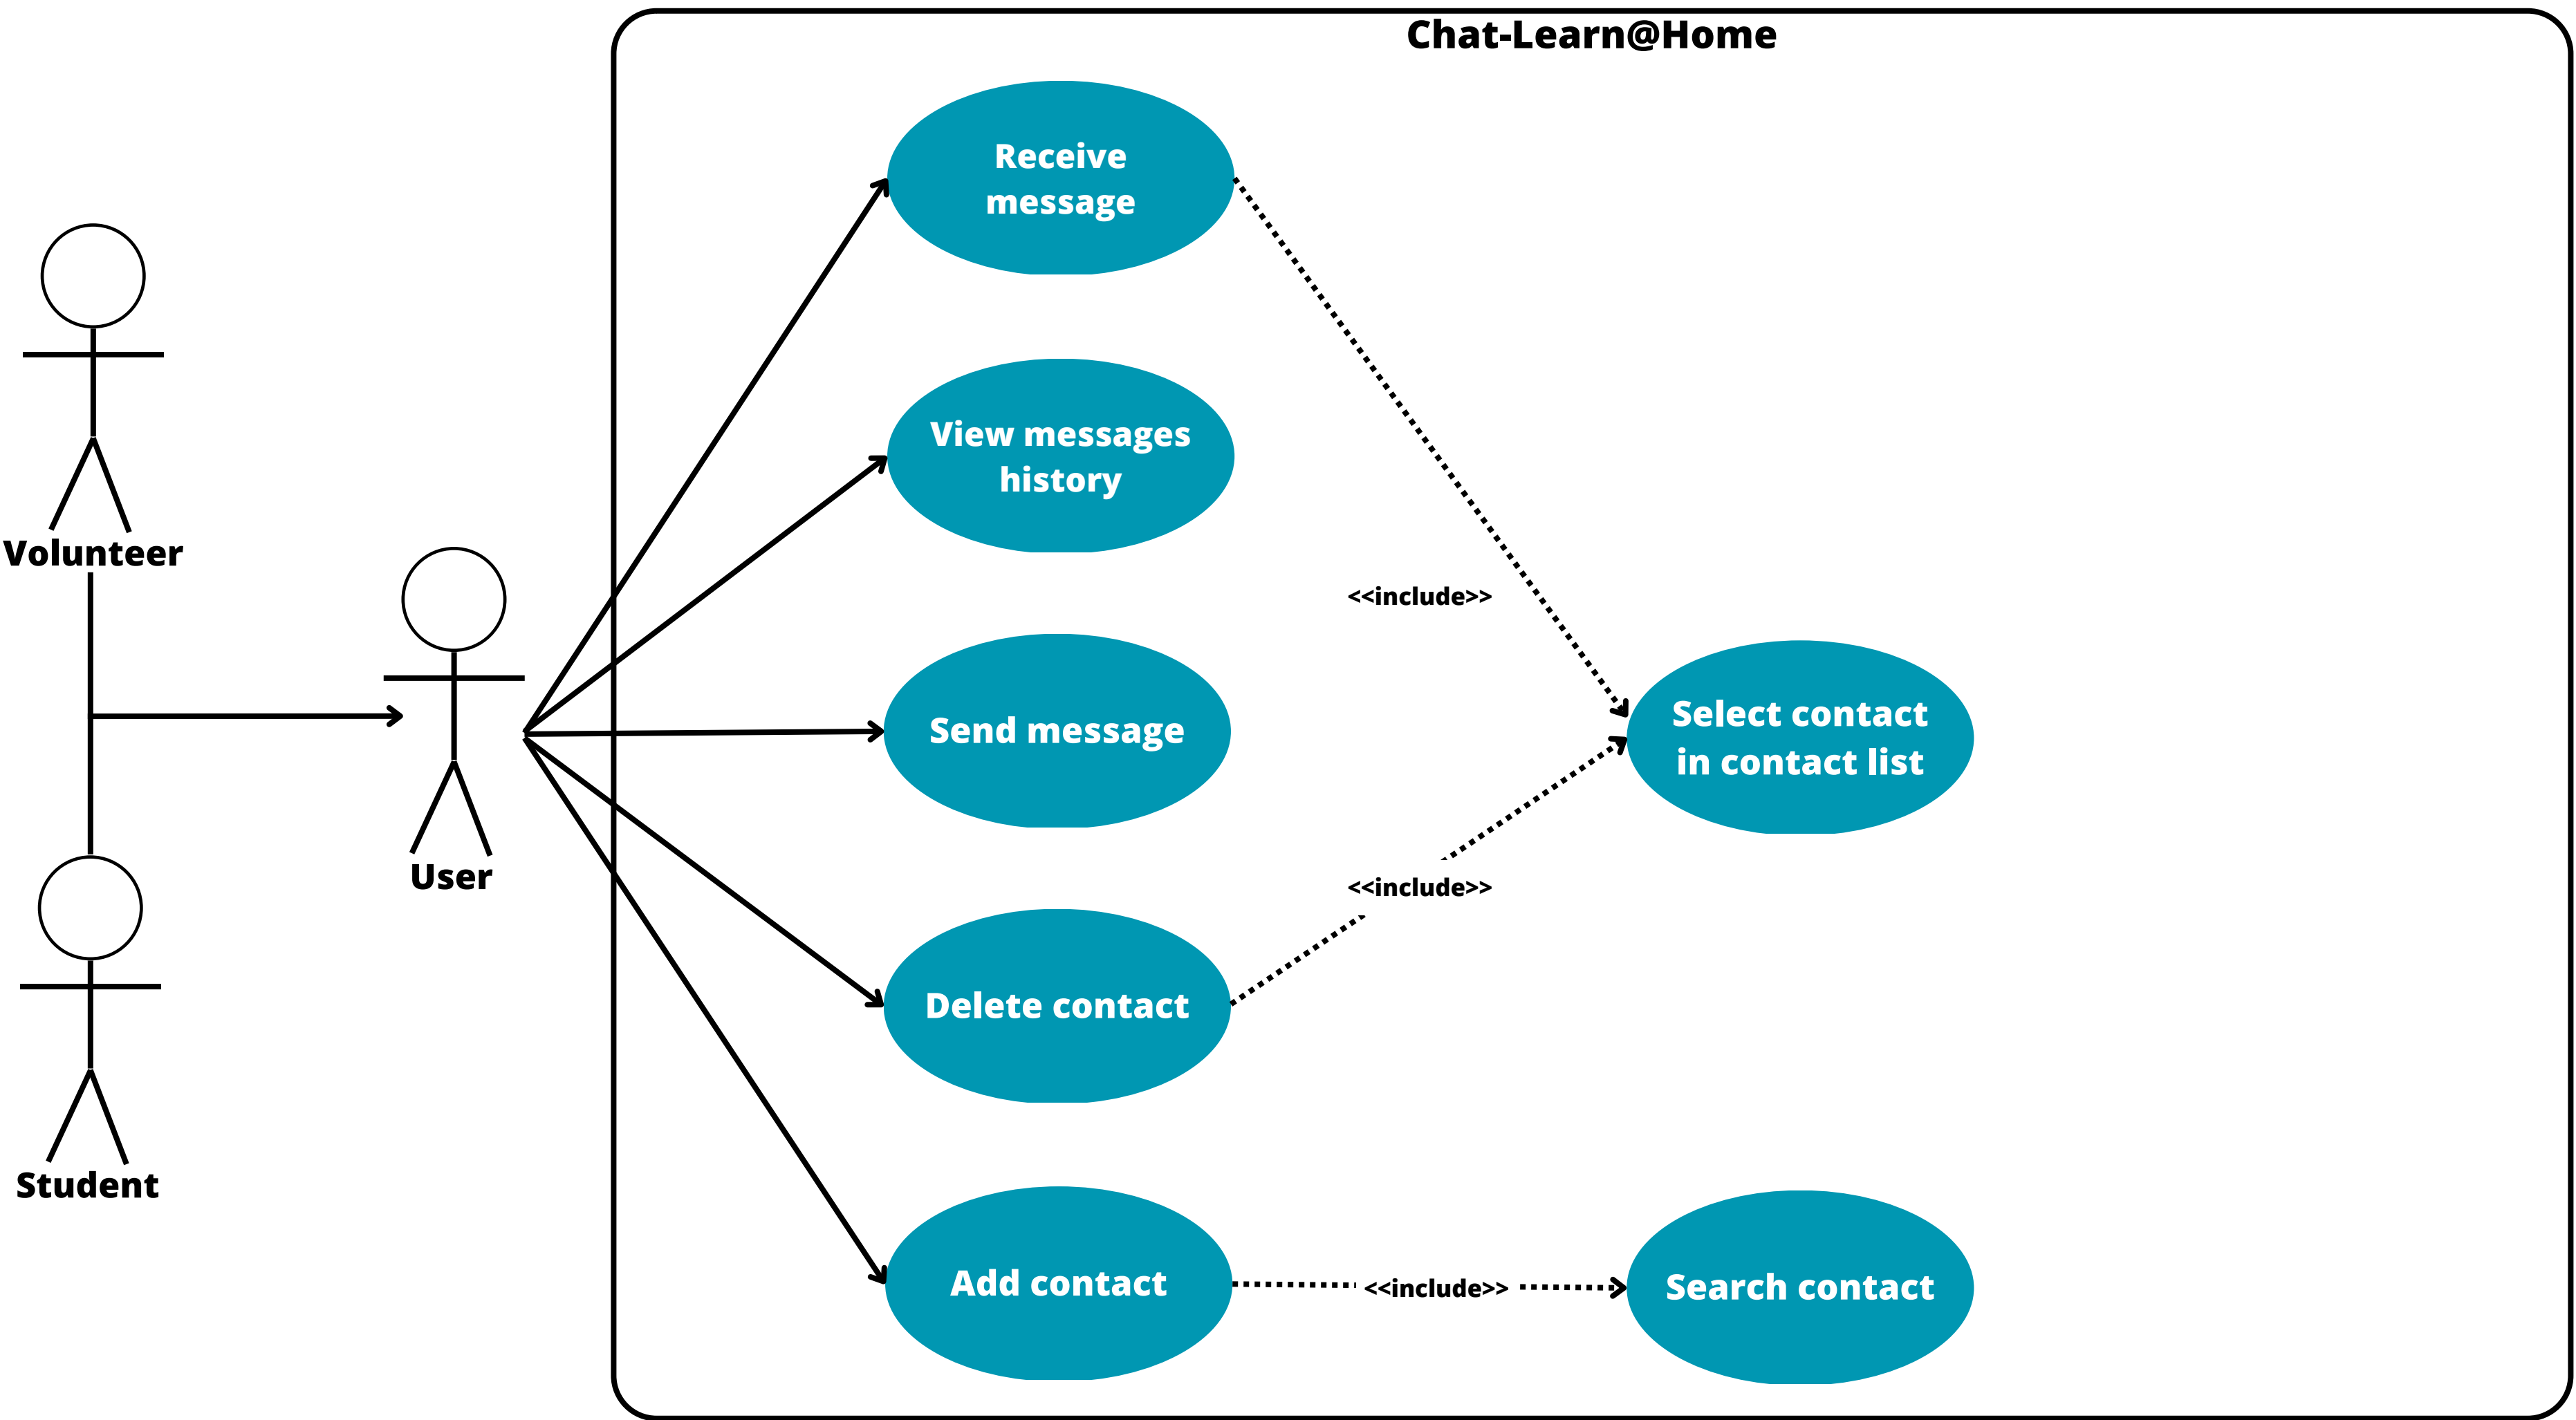 Chat-Learn@Home
Receive
message
View messages
history
Volunteer
<<include>>
Send message
Select contact
in contact list
User
<<include>>
Delete contact
Student
Add contact
<<include>>
Search contact